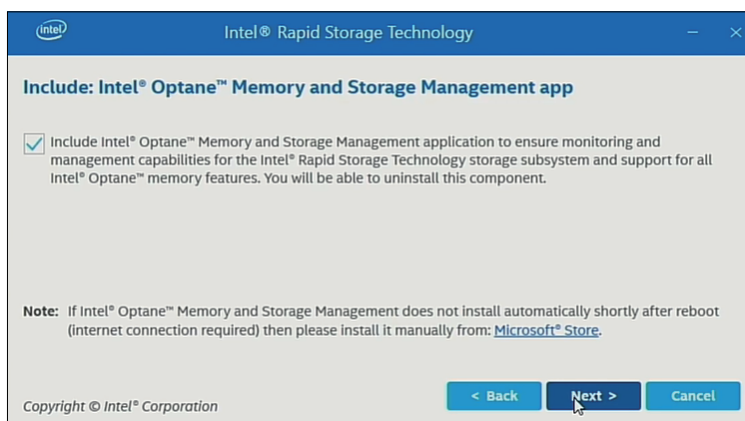 intel
Intel® Rapid Storage Technology
Include: Intel® Optane™ Memory and Storage Management app
Include Intel® Optane™ Memory and Storage Management application to ensure monitoring and
management capabilities for the Intel® Rapid Storage Technology storage subsystem and support for all
Intel® Optane™ memory features. You will be able to uninstall this component.
Note: If Intel® Optane™ Memory and Storage Management does not install automatically shortly after reboot
(internet connection required) then please install it manually from: Microsoft® Store.
< Back
Next >
Cancel
Copyright © Intel® Corporation